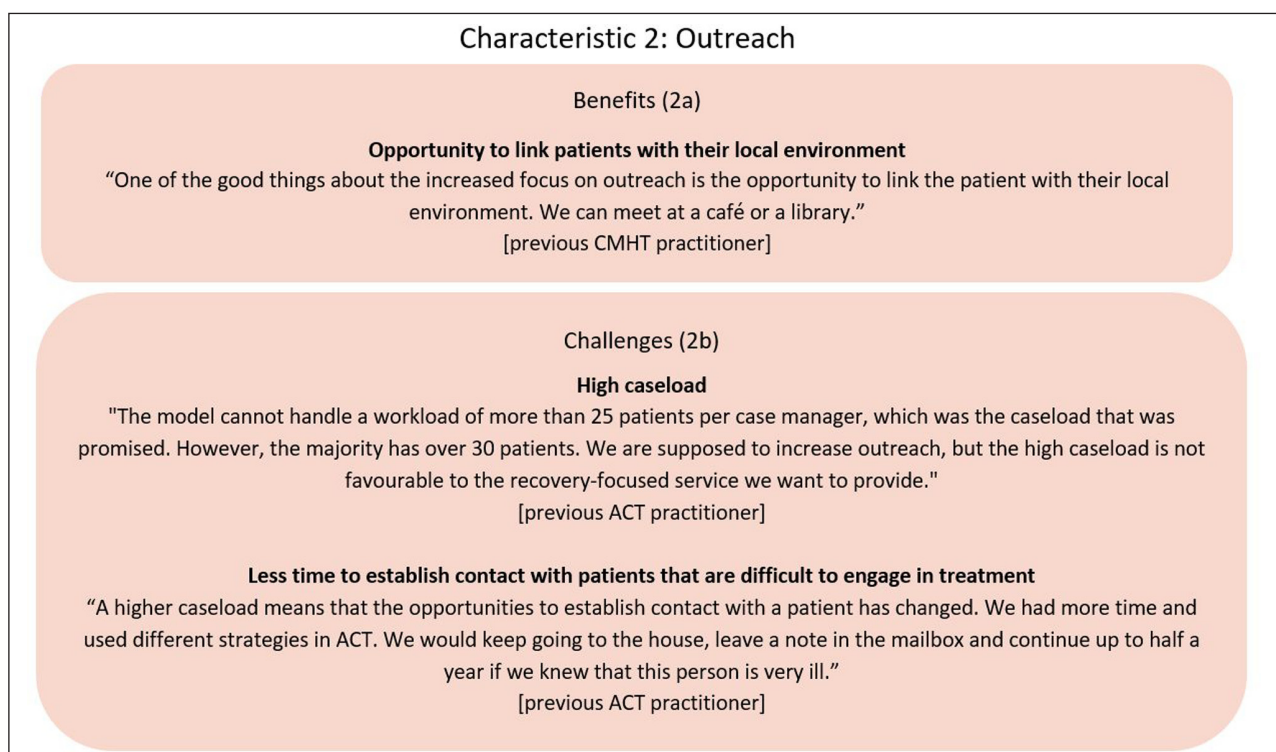 Characteristic 2: Outreach
Benefits (2a)
Opportunity to link patients with their local environment
“One of the good things about the increased focus on outreach is the opportunity to link the patient with their local
environment. We can meet at a café or a library.”
[previous CMHT practitioner]
Challenges (2b)
High caseload
"The model cannot handle a workload of more than 25 patients per case manager, which was the caseload that was
promised. However, the majority has over 30 patients. We are supposed to increase outreach, but the high caseload is not
favourable to the recovery-focused service we want to provide."
[previous ACT practitioner]
Less time to establish contact with patients that are difficult to engage in treatment
“A higher caseload means that the opportunities to establish contact with a patient has changed. We had more time and
used different strategies in ACT. We would keep going to the house, leave a note in the mailbox and continue up to half a
year if we knew that this person is very ill.”
[previous ACT practitioner]